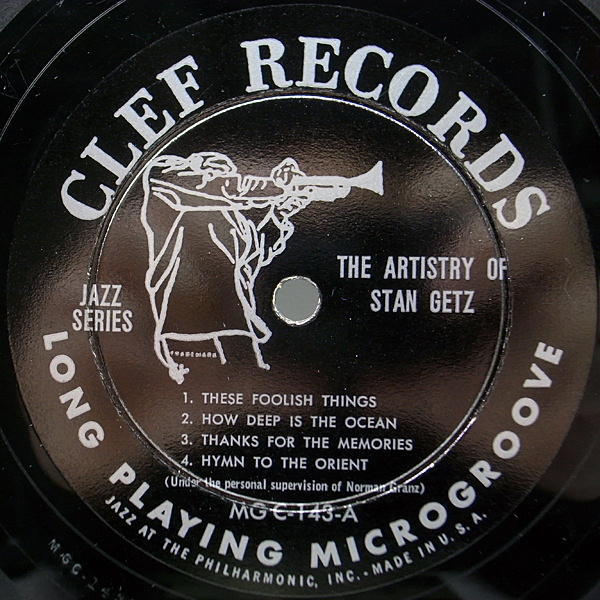 CLEF RECORDS
THE ARTISTRY OF
STAN GETZ
JAZZ
SERIES
TRADEMARK
1. THESE FOOLISH THINGS
2. HOW DEEP IS THE OCEAN
3. THANKS FOR THE MEMORIES
4. HYMN TO THE ORIENT
(Under the personal supervision of Norman Granz)
MG C-143-A
LONG PLAYING MICROGROOVE
JAZZ AT THE PHILHARMONIC, INC. - MADE IN U.S.A.